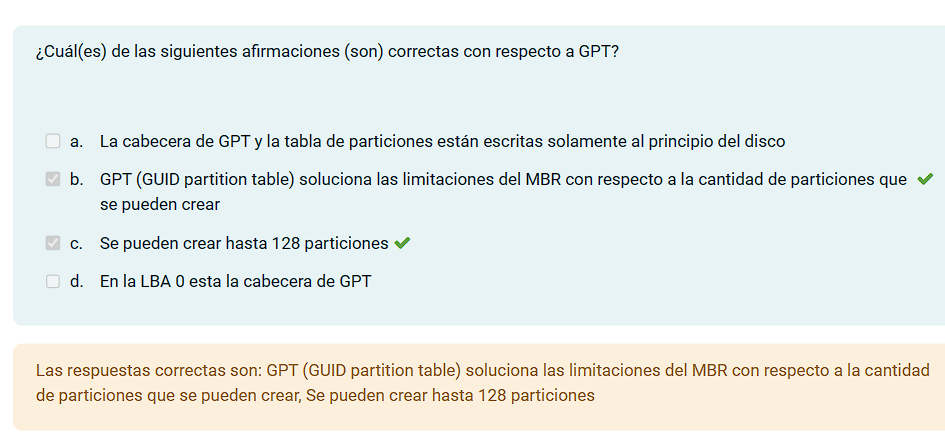 ¿Cuál(es) de las siguientes afirmaciones (son) correctas con respecto a GPT?
a. La cabecera de GPT y la tabla de particiones están escritas solamente al principio del disco
b. GPT (GUID partition table) soluciona las limitaciones del MBR con respecto a la cantidad de particiones que
se pueden crear
c. Se pueden crear hasta 128 particiones
d. En la LBA 0 esta la cabecera de GPT
Las respuestas correctas son: GPT (GUID partition table) soluciona las limitaciones del MBR con respecto a la cantidad
de particiones que se pueden crear, Se pueden crear hasta 128 particiones